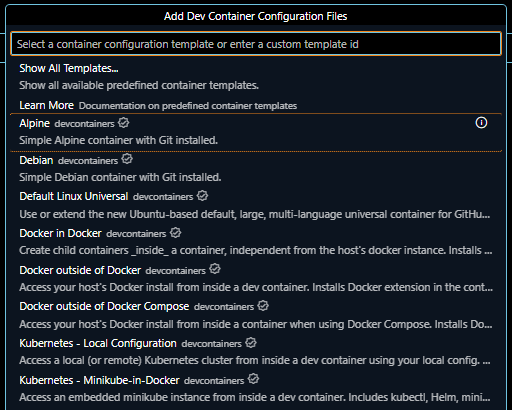 Add Dev Container Configuration Files
Select a container configuration template or enter a custom template id
Show All Templates...
Show all available predefined container templates.
Learn More Documentation on predefined container templates
Alpine devcontainers
Simple Alpine container with Git installed.
Debian devcontainers
Simple Debian container with Git installed.
Default Linux Universal devcontainers
Use or extend the new Ubuntu-based default, large, multi-language universal container for GitHu...
Docker in Docker devcontainers
Create child containers _inside_ a container, independent from the host's docker instance. Installs ...
Docker outside of Docker devcontainers
Access your host's Docker install from inside a dev container. Installs Docker extension in the cont...
Docker outside of Docker Compose devcontainers
Access your host's Docker install from inside a container when using Docker Compose. Installs Do...
Kubernetes - Local Configuration devcontainers
Access a local (or remote) Kubernetes cluster from inside a dev container using your local config. ...
Kubernetes - Minikube-in-Docker devcontainers
Access an embedded minikube instance from inside a dev container. Includes kubectl, Helm, mini...